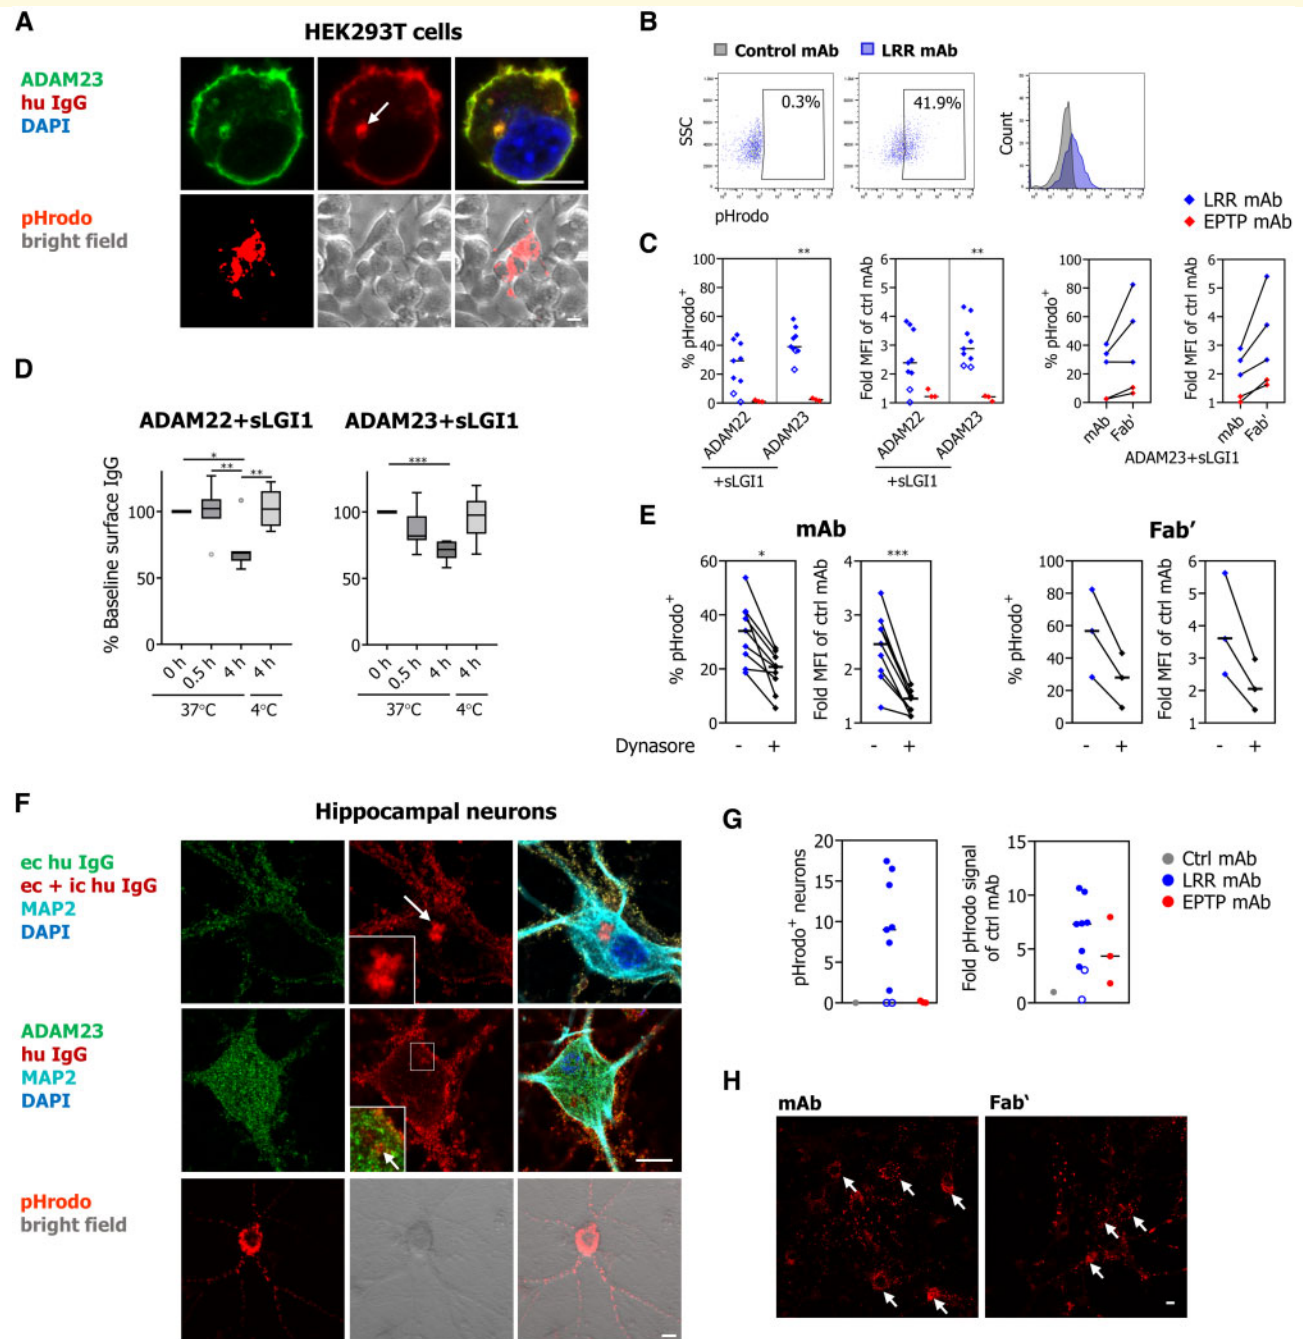 A
HEK293T cells
ADAM23
hu IgG
DAPI
pHrodo
bright field
B
Control mAb
LRR mAb
SSC
0.3%
41.9%
pHrodo
Count
LRR mAb
EPTP mAb
C
% pHrodo+
100
80
60
40
20
0
ADAM22
ADAM23
+sLGI1
Fold MFI of ctrl mAb
6
5
4
3
2
1
ADAM22
ADAM23
+sLGI1
**
**
% pHrodo+
100
80
60
40
20
0
mAb
Fab'
Fold MFI of ctrl mAb
6
5
4
3
2
1
mAb
Fab'
ADAM23+sLGI1
D
ADAM22+sLGI1
ADAM23+sLGI1
% Baseline surface IgG
100
50
0
*
**
**
0 h
0.5 h
4 h
4 h
37°C
4°C
100
50
0
***
0 h
0.5 h
4 h
4 h
37°C
4°C
E
mAb
Fab'
% pHrodo+
60
40
20
0
*
Fold MFI of ctrl mAb
4
3
2
1
***
% pHrodo+
100
80
60
40
20
0
Fold MFI of ctrl mAb
6
5
4
3
2
1
Dynasore
- +
- +
- +
- +
F
Hippocampal neurons
ec hu IgG
ec + ic hu IgG
MAP2
DAPI
ADAM23
hu IgG
MAP2
DAPI
pHrodo
bright field
G
pHrodo+ neurons
20
15
10
5
0
Fold pHrodo signal
of ctrl mAb
15
10
5
0
Ctrl mAb
LRR mAb
EPTP mAb
H
mAb
Fab'